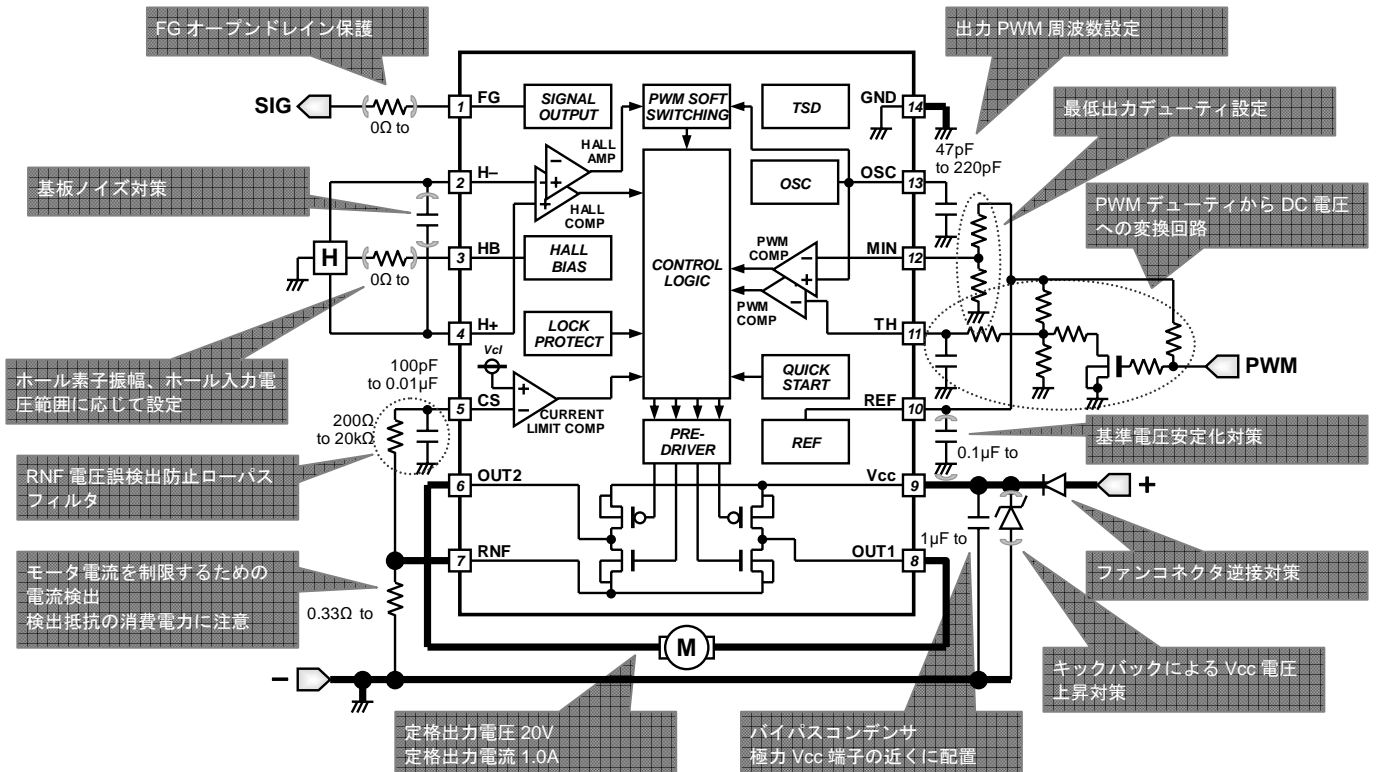 FG オープンドレイン保護
出力 PWM 周波数設定
最低出力デューティ設定
PWM デューティから DC 電圧
への変換回路
基板ノイズ対策
ホール素子振幅、ホール入力電
圧範囲に応じて設定
RNF 電圧誤検出防止ローパス
フィルタ
モータ電流を制限するための
電流検出
検出抵抗の消費電力に注意
基準電圧安定化対策
ファンコネクタ逆接対策
キックバックによる Vcc 電圧
上昇対策
定格出力電圧 20V
定格出力電流 1.0A
バイパスコンデンサ
極力 Vcc 端子の近くに配置
SIG
0Ω to
1
FG
SIGNAL
OUTPUT
PWM SOFT
SWITCHING
TSD
GND
14
47pF
to 220pF
HALL
AMP
2
H–
HALL
COMP
OSC
OSC
13
H
0Ω to
3
HB
HALL
BIAS
CONTROL
LOGIC
PWM
COMP
MIN
12
PWM
COMP
4
H+
LOCK
PROTECT
TH
11
PWM
Vcl
100pF
to 0.01μF
QUICK
START
5
CS
CURRENT
LIMIT COMP
REF
10
200Ω
to 20kΩ
PRE-
DRIVER
REF
0.1μF to
6
OUT2
Vcc
9
+
1μF to
7
RNF
OUT1
8
0.33Ω to
M
–